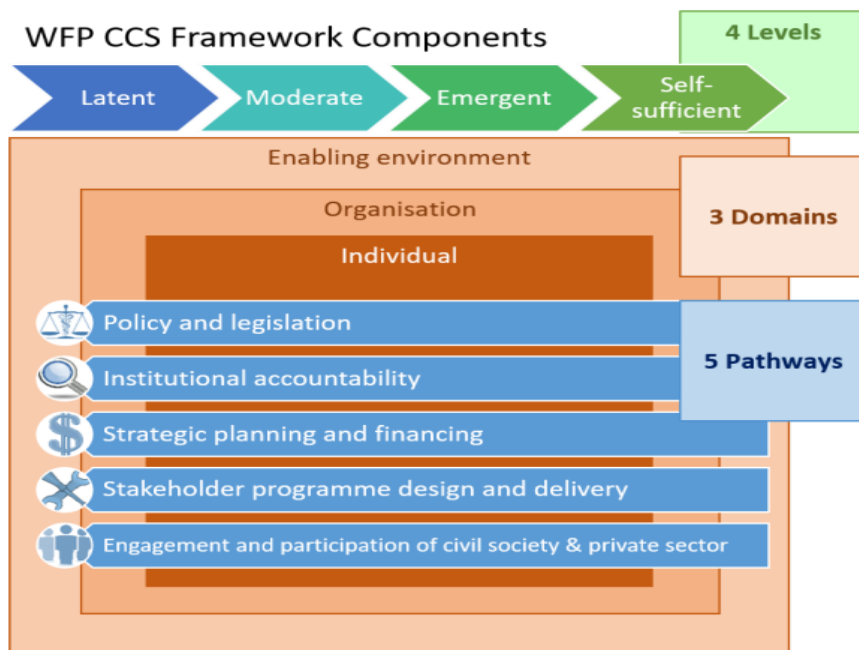 WFP CCS Framework Components
4 Levels
Latent
Moderate
Emergent
Self-
sufficient
Enabling environment
3 Domains
Organisation
Individual
Policy and legislation
5 Pathways
Institutional accountability
Strategic planning and financing
Stakeholder programme design and delivery
Engagement and participation of civil society & private sector